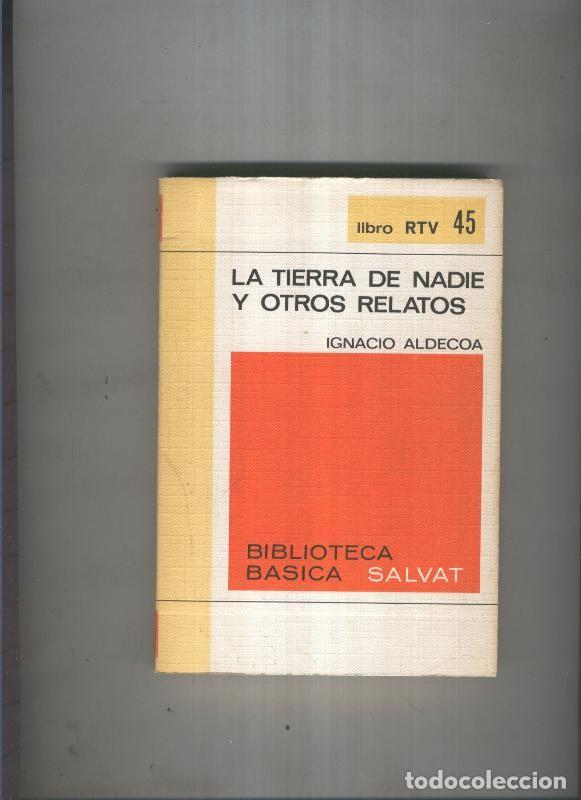 libro RTV 45
LA TIERRA DE NADIE
Y OTROS RELATOS
IGNACIO ALDECOA
BIBLIOTECA
BASICA SALVAT
todocoleccion